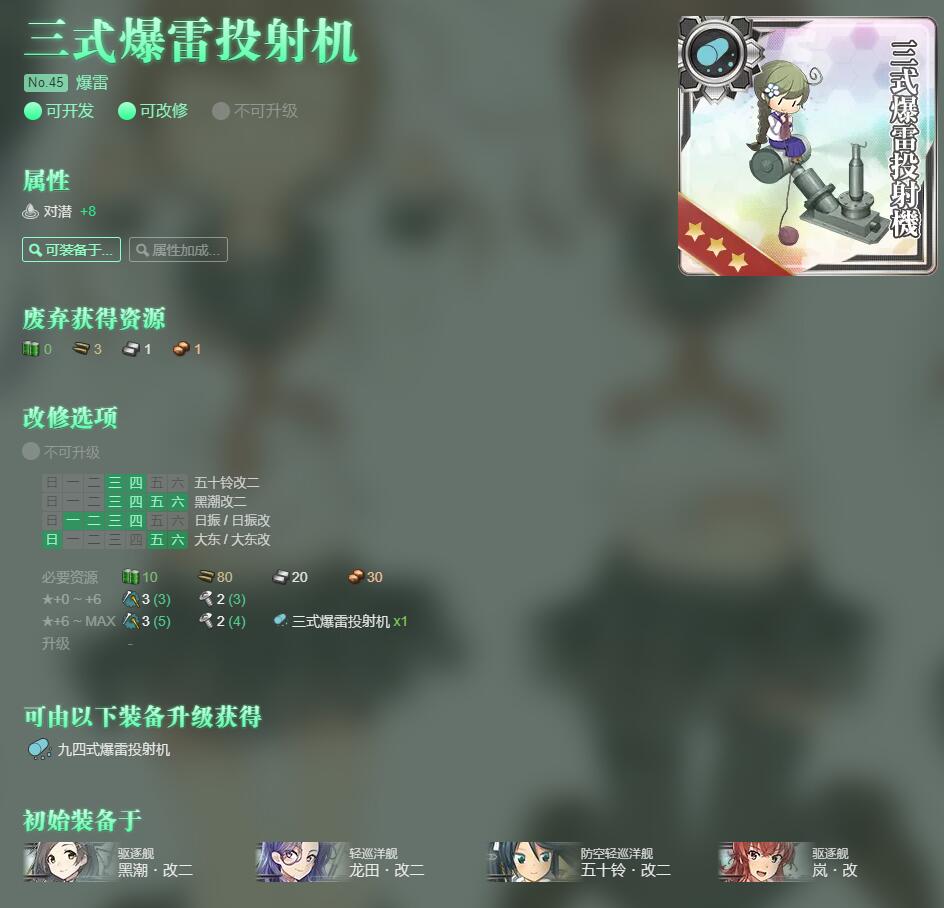 三式爆雷投射机
No.45 爆雷
可开发 可改修 不可升级
三式爆雷投射機
属性
对潜 +8
可装备于... 属性加成...
废弃获得资源
0 3 1 1
改修选项
不可升级
日 一 二 三 四 五 六 五十铃改二
日 一 二 三 四 五 六 黑潮改二
日 一 二 三 四 五 六 日振 / 日振改
日 一 二 三 四 五 六 大东 / 大东改
必要资源 10 80 20 30
★+0 ~ +6 3 (3) 2 (3)
★+6 ~ MAX 3 (5) 2 (4) 三式爆雷投射机 x1
升级 -
可由以下装备升级获得
九四式爆雷投射机
初始装备于
驱逐舰 轻巡洋舰 防空轻巡洋舰 驱逐舰
黑潮・改二 龙田・改二 五十铃・改二 岚・改